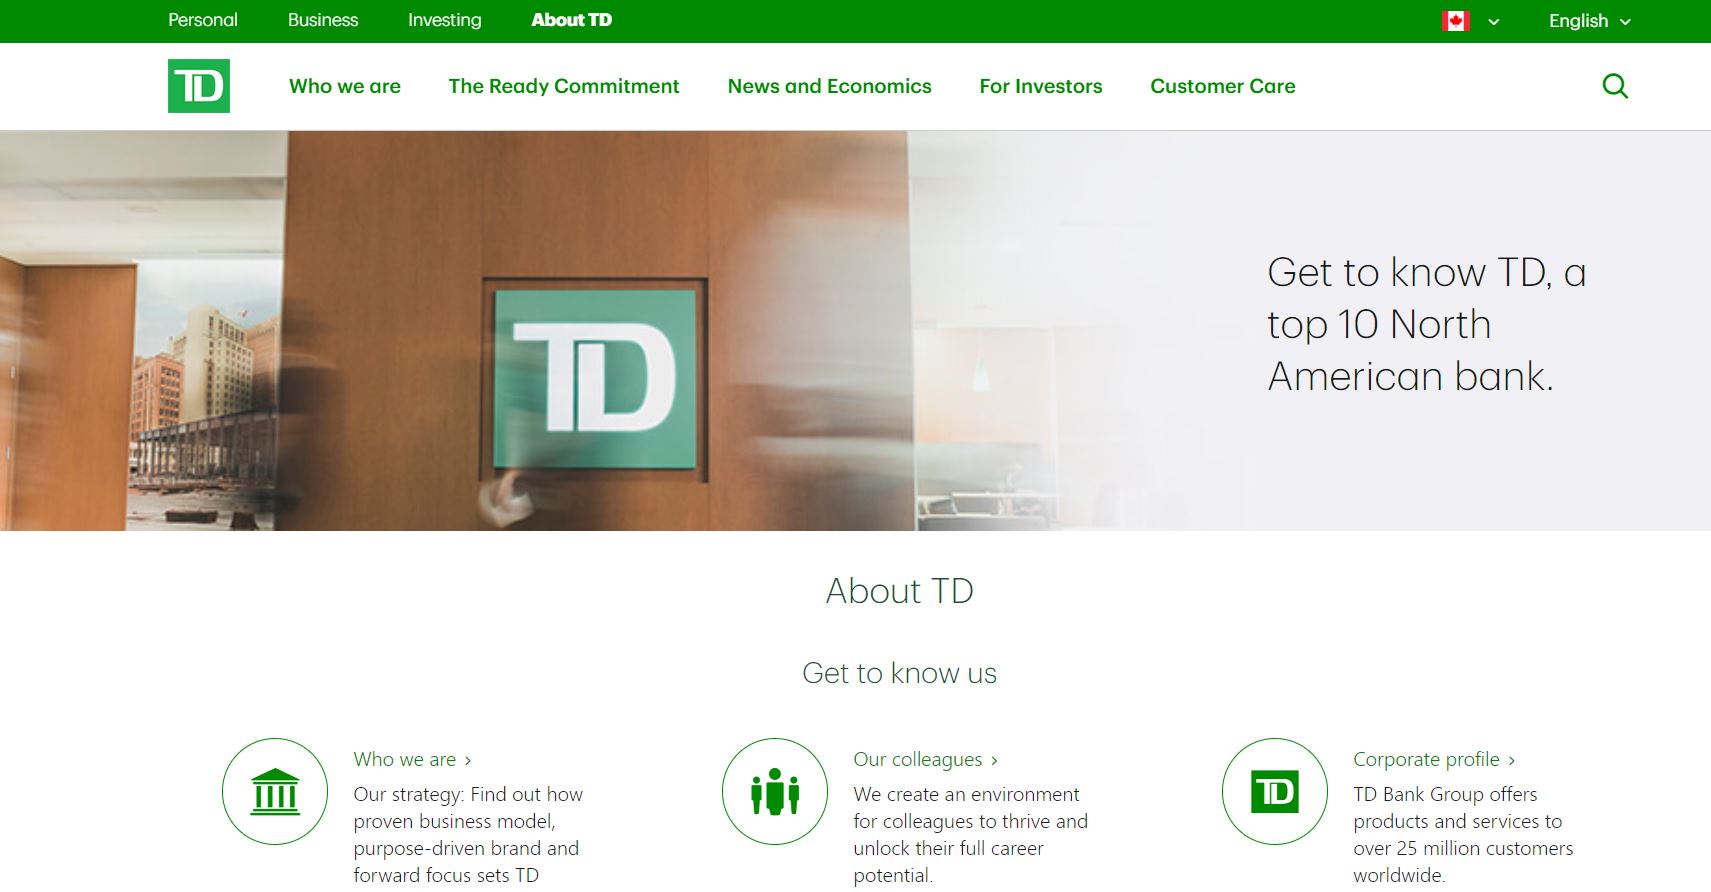 Personal Business Investing About TD English
TD Who we are The Ready Commitment News and Economics For Investors Customer Care
TD
Get to know TD, a
top 10 North
American bank.
About TD
Get to know us
Who we are ›
Our strategy: Find out how
proven business model,
purpose-driven brand and
forward focus sets TD
Our colleagues ›
We create an environment
for colleagues to thrive and
unlock their full career
potential.
TD
Corporate profile ›
TD Bank Group offers
products and services to
over 25 million customers
worldwide.